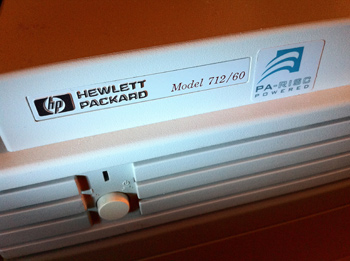 hp HEWLETT
PACKARD
Model 712/60
PA-RISC
POWERED